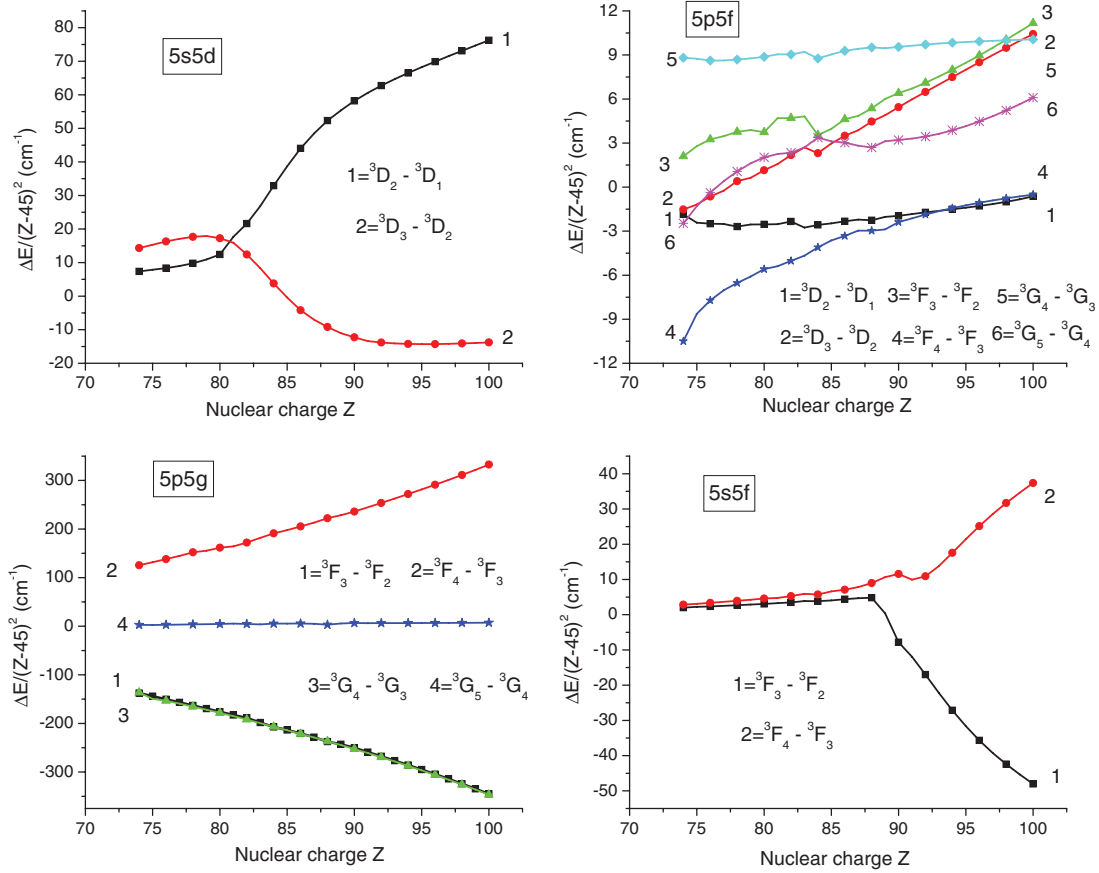 5s5d
ΔE/(Z-45)² (cm⁻¹)
80
70
60
50
40
30
20
10
0
-10
-20
1
1=³D₂ - ³D₁
2=³D₃ - ³D₂
2
70 75 80 85 90 95 100
Nuclear charge Z
5p5f
ΔE/(Z-45)² (cm⁻¹)
12
9
6
3
0
-3
-6
-9
-12
5
3
2
1
6
4
3
2
5
6
4
1
1=³D₂ - ³D₁ 3=³F₃ - ³F₂ 5=³G₄ - ³G₃
2=³D₃ - ³D₂ 4=³F₄ - ³F₃ 6=³G₅ - ³G₄
70 75 80 85 90 95 100
Nuclear charge Z
5p5g
ΔE/(Z-45)² (cm⁻¹)
300
200
100
0
-100
-200
-300
2
4
1
3
1=³F₃ - ³F₂ 2=³F₄ - ³F₃
3=³G₄ - ³G₃ 4=³G₅ - ³G₄
70 75 80 85 90 95 100
Nuclear charge Z
5s5f
ΔE/(Z-45)² (cm⁻¹)
40
30
20
10
0
-10
-20
-30
-40
-50
2
1=³F₃ - ³F₂
2=³F₄ - ³F₃
1
70 75 80 85 90 95 100
Nuclear charge Z